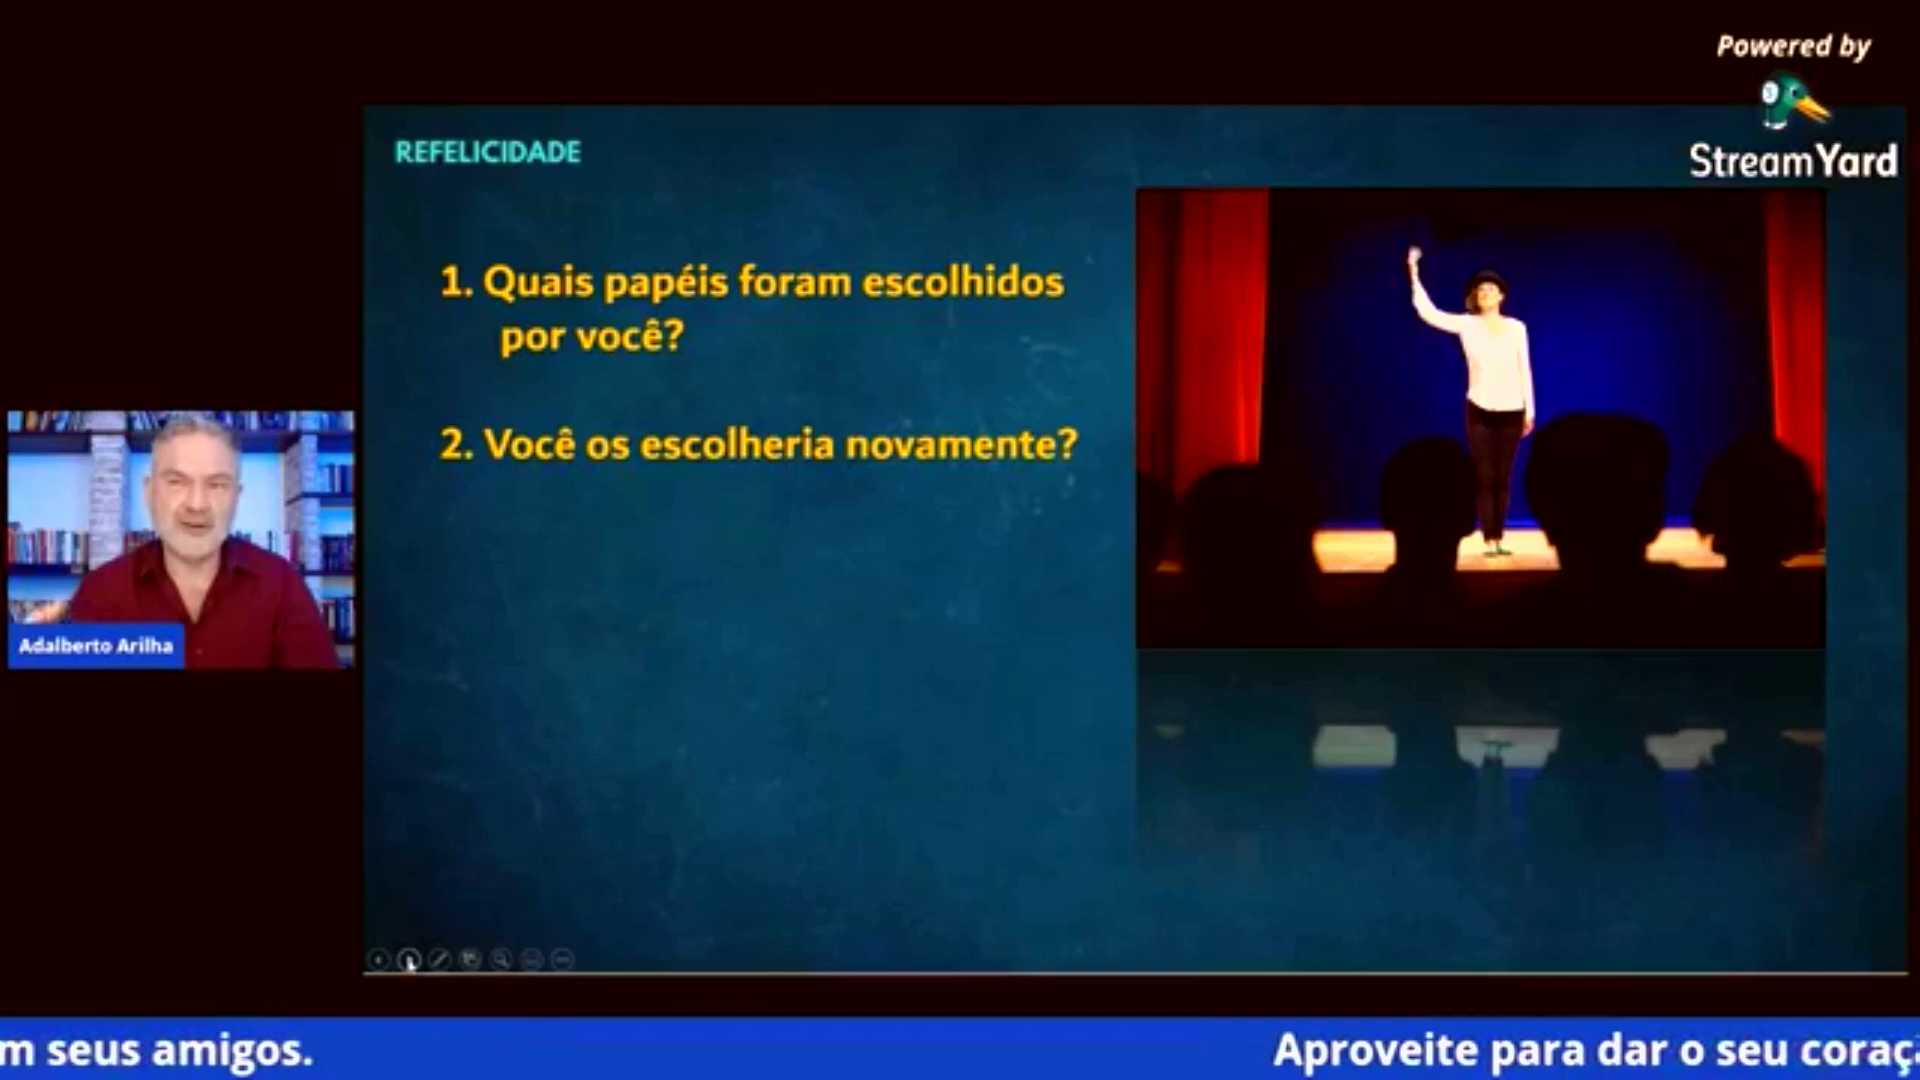 Powered by
StreamYard
REFELICIDADE
1. Quais papéis foram escolhidos
por você?
2. Você os escolheria novamente?
Adalberto Arilha
m seus amigos.
Aproveite para dar o seu coraç